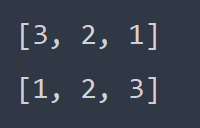 [3, 2, 1]
[1, 2, 3]